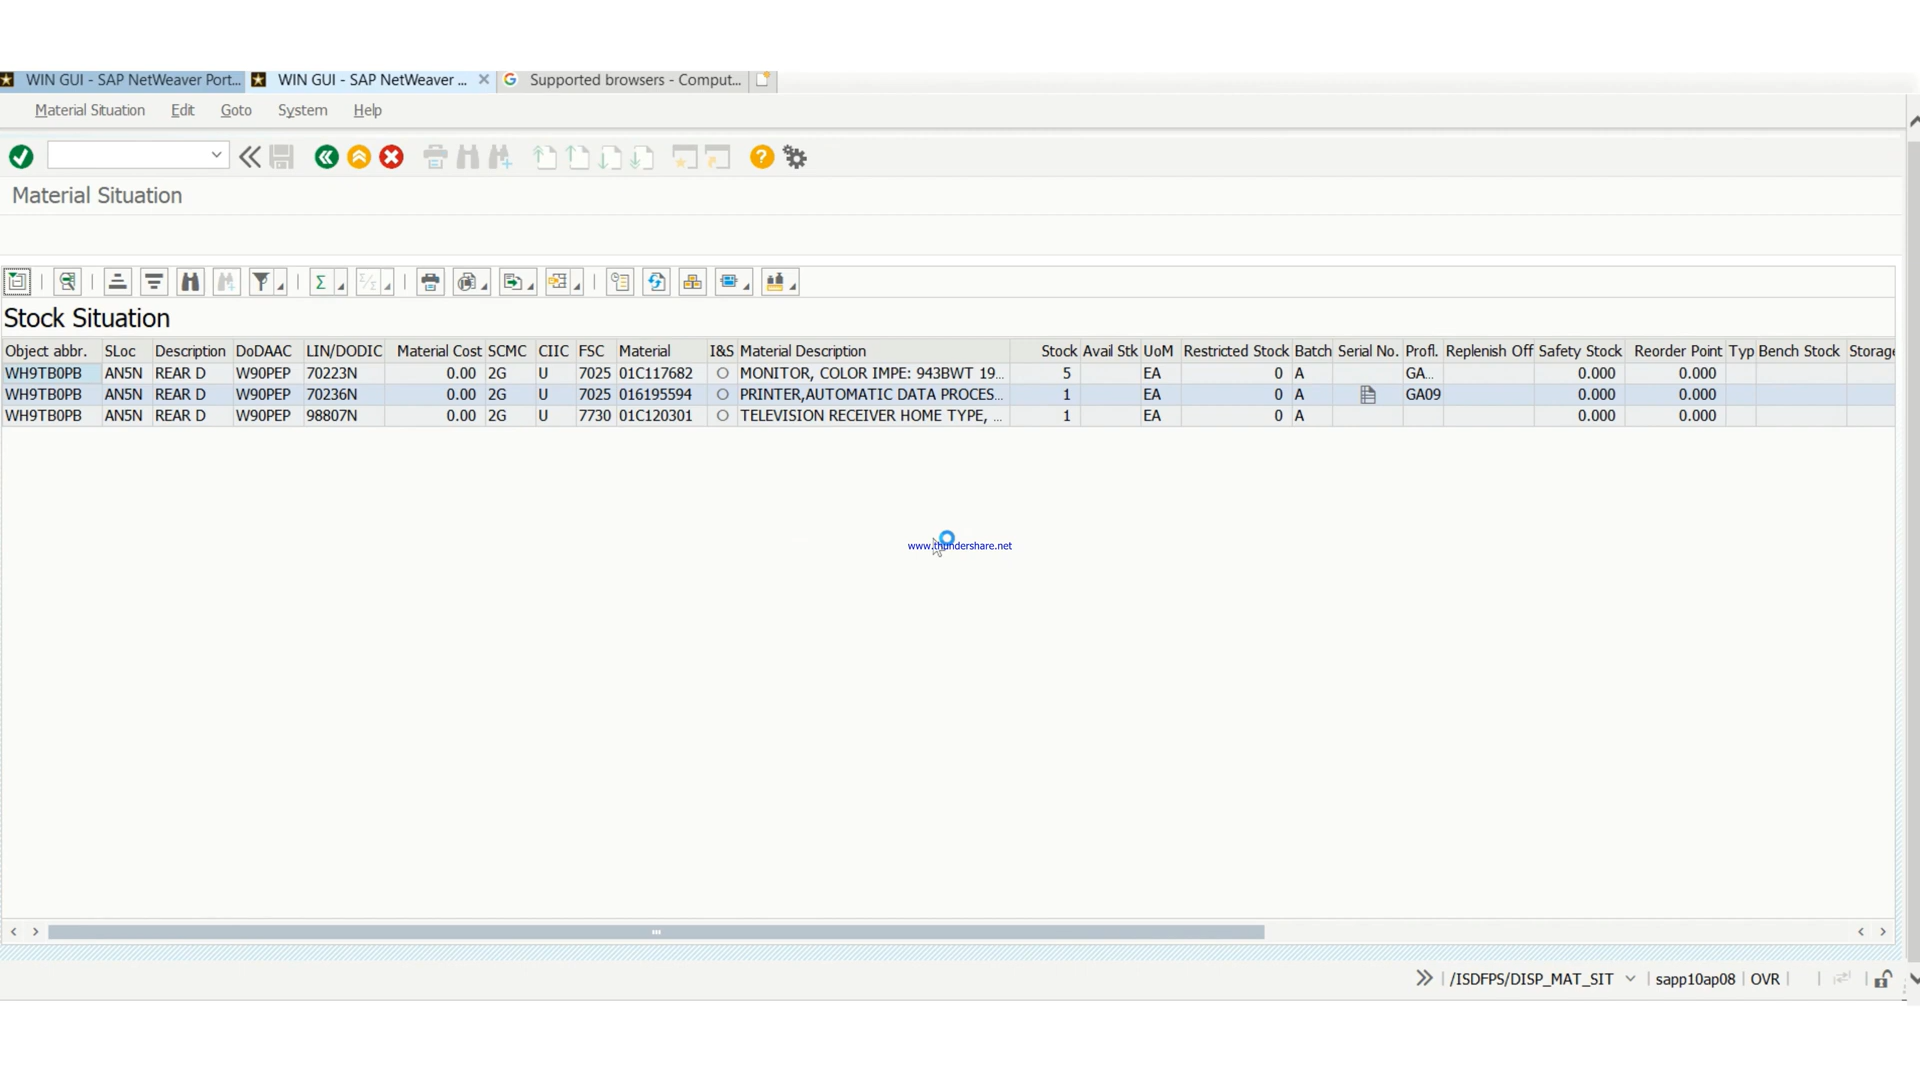 WIN GUI - SAP NetWeaver Port... WIN GUI - SAP NetWeaver ... Supported browsers - Comput...
Material Situation Edit Goto System Help
Material Situation
Stock Situation
Object abbr. SLoc Description DoDAAC LIN/DODIC Material Cost SCMC CIIC FSC Material I&S Material Description Stock Avail Stk UoM Restricted Stock Batch Serial No. Profl. Replenish Off Safety Stock Reorder Point Typ Bench Stock Storage
WH9TB0PB AN5N REAR D W90PEP 70223N 0.00 2G U 7025 01C117682 MONITOR, COLOR IMPE: 943BWT 19... 5 EA 0 A GA... 0.000 0.000
WH9TB0PB AN5N REAR D W90PEP 70236N 0.00 2G U 7025 016195594 PRINTER,AUTOMATIC DATA PROCES... 1 EA 0 A GA09 0.000 0.000
WH9TB0PB AN5N REAR D W90PEP 98807N 0.00 2G U 7730 01C120301 TELEVISION RECEIVER HOME TYPE, ... 1 EA 0 A 0.000 0.000
www.thundershare.net
/ISDFPS/DISP_MAT_SIT sapp10ap08 OVR